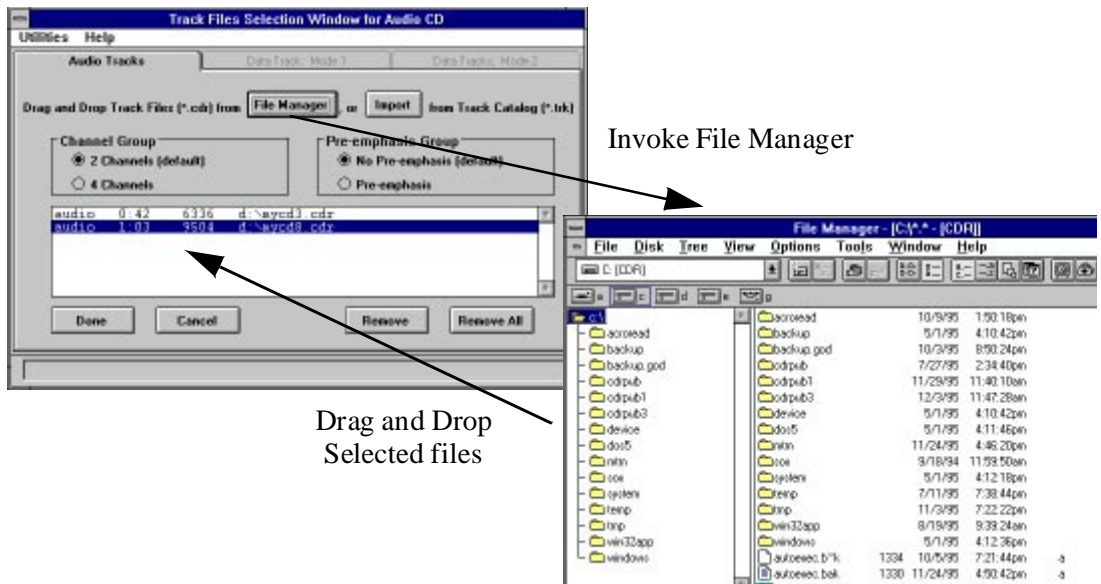 Track Files Selection Window for Audio CD
Utilities Help
Audio Tracks Data Track: Mode 1 Data Tracks: Mode 2
Drag and Drop Track Files (*.cdr) from File Manager , or Import from Track Catalog (*.trk)
Channel Group
2 Channels (default)
4 Channels
Pre-emphasis Group
No Pre-emphasis (default)
Pre-emphasis
audio 0:42 6336 d:\mycd3.cdr
audio 1:03 9504 d:\mycd8.cdr
Done Cancel Remove Remove All
Invoke File Manager
Drag and Drop
Selected files
File Manager - [C:\*.* - [CDR]]
File Disk Tree View Options Tools Window Help
C: [CDR]
a c d e p
c:\
acroread
backup
backup.god
cdrpub
cdrpub1
cdrpub3
device
dos5
mtm
sox
system
temp
tmp
win32app
windows
acroread 10/9/95 1:50:18pm
backup 5/1/95 4:10:42pm
backup.god 10/3/95 8:50:24pm
cdrpub 7/27/95 2:34:40pm
cdrpub1 11/29/95 11:40:10am
cdrpub3 12/3/95 11:47:28am
device 5/1/95 4:10:42pm
dos5 5/1/95 4:11:46pm
mtm 11/24/95 4:46:20pm
sox 9/18/94 11:59:50am
system 5/1/95 4:12:18pm
temp 7/11/95 7:38:44pm
tmp 11/3/95 7:22:22pm
win32app 8/19/95 9:39:24am
windows 5/1/95 4:12:36pm
autoexec.b~k 1334 10/5/95 7:21:44pm a
autoexec.bak 1330 11/24/95 4:50:42pm a